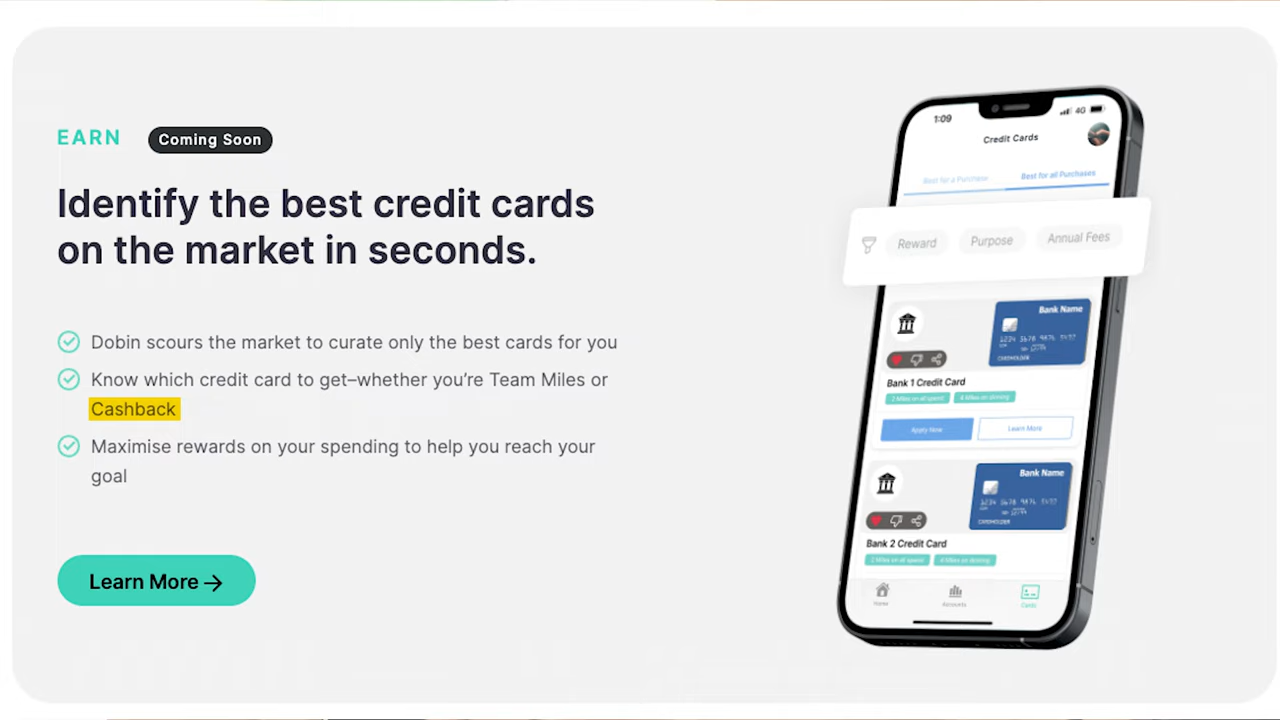 EARN
Coming Soon
Identify the best credit cards
on the market in seconds.
Dobin scours the market to curate only the best cards for you
Know which credit card to get–whether you’re Team Miles or
Cashback
Maximise rewards on your spending to help you reach your
goal
Learn More →
1:09
4G
Credit Cards
Best for a Purchase
Best for all Purchases
Reward
Purpose
Annual Fees
Bank Name
CARDHOLDER
Bank 1 Credit Card
Apply Now
Learn More
Bank Name
CARDHOLDER
Bank 2 Credit Card
Home
Accounts
Cards